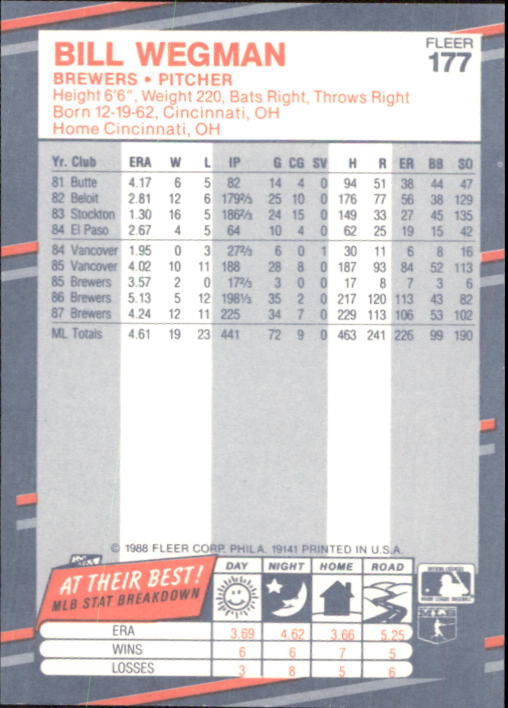 BILL WEGMAN
FLEER
177
BREWERS • PITCHER
Height 6'6", Weight 220, Bats Right, Throws Right
Born 12-19-62, Cincinnati, OH
Home Cincinnati, OH
Yr. Club ERA W L IP G CG SV H R ER BB SO
81 Butte 4.17 6 5 82 14 4 0 94 51 38 44 47
82 Beloit 2.81 12 6 179⅔ 25 10 0 176 77 56 38 129
83 Stockton 1.30 16 5 186⅔ 24 15 0 149 33 27 45 135
84 El Paso 2.67 4 5 64 10 4 0 62 25 19 15 42
84 Vancover 1.95 0 3 27⅔ 6 0 1 30 11 6 8 16
85 Vancover 4.02 10 11 188 28 8 0 187 93 84 52 113
85 Brewers 3.57 2 0 17⅔ 3 0 0 17 8 7 3 6
86 Brewers 5.13 5 12 198⅓ 35 2 0 217 120 113 43 82
87 Brewers 4.24 12 11 225 34 7 0 229 113 106 53 102
ML Totals 4.61 19 23 441 72 9 0 463 241 226 99 190
© 1988 FLEER CORP. PHILA. 19141 PRINTED IN U.S.A.
AT THEIR BEST!
MLB STAT BREAKDOWN
DAY NIGHT HOME ROAD
ERA 3.69 4.62 3.66 5.25
WINS 6 6 7 5
LOSSES 3 8 5 6